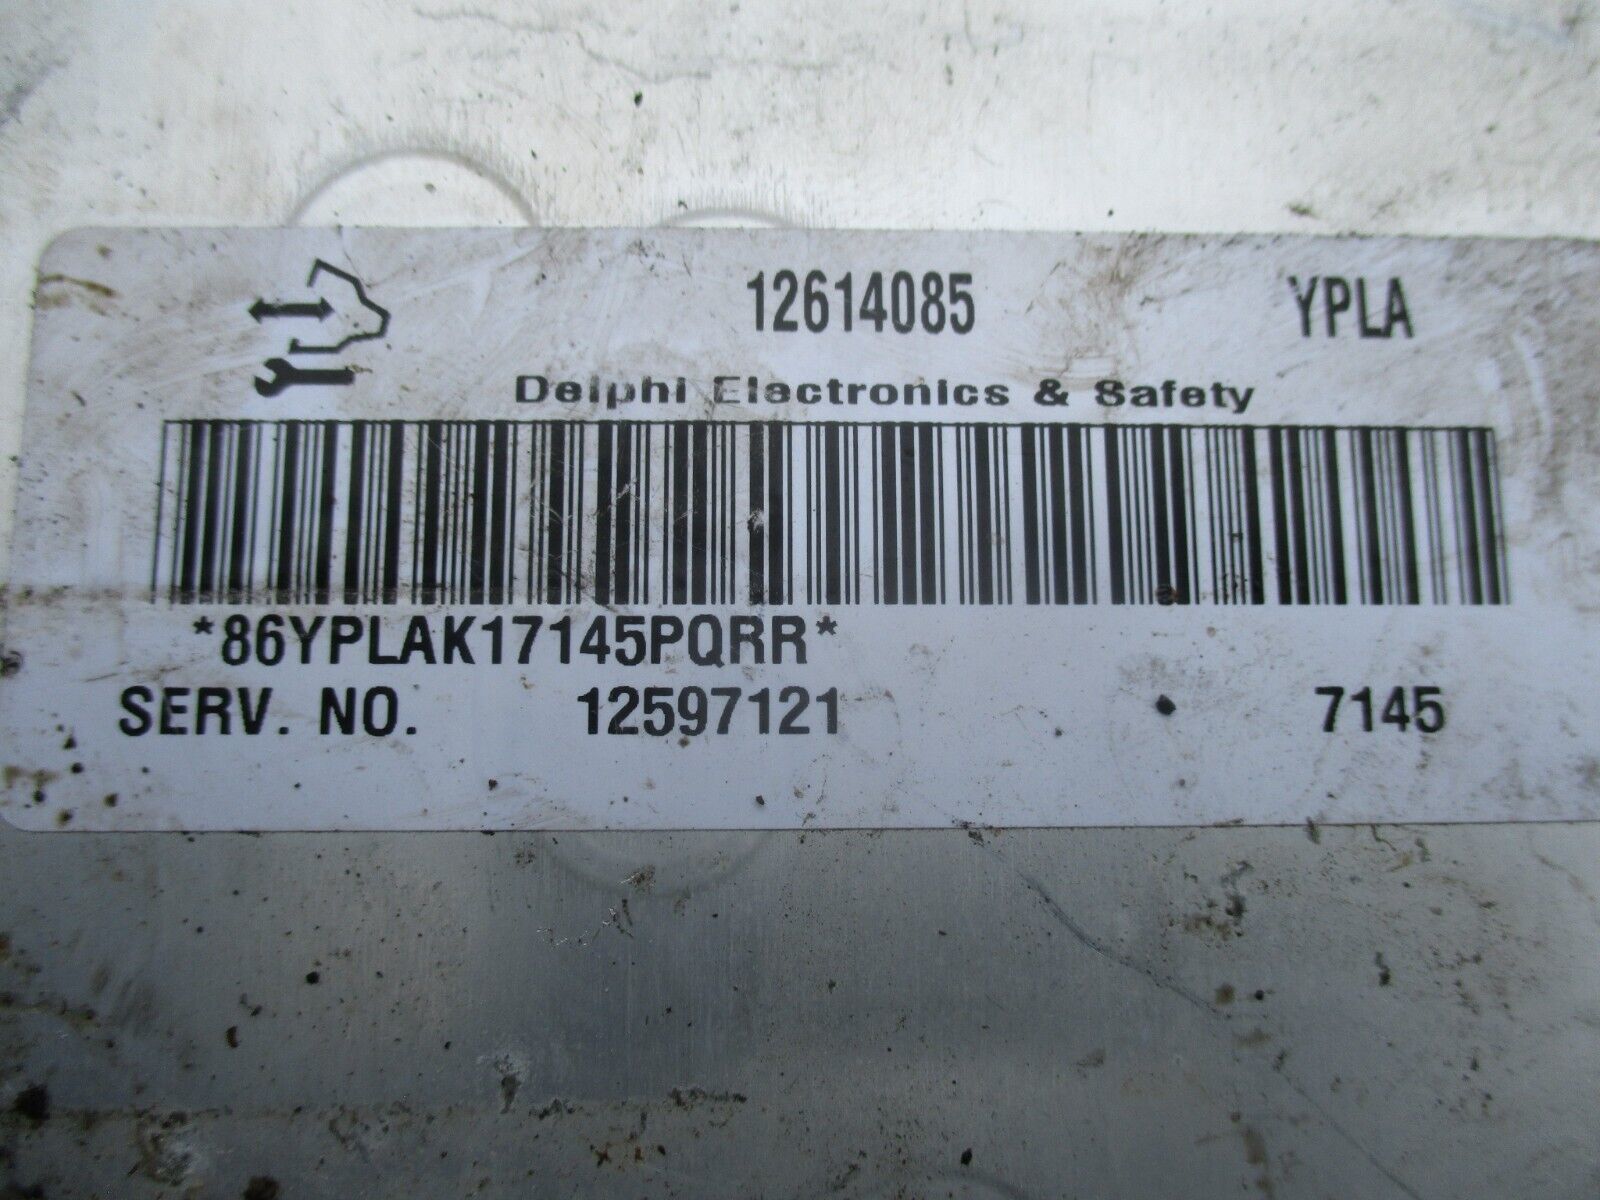 12614085 YPLA
Delphi Electronics & Safety
*86YPLAK17145PQRR*
SERV. NO. 12597121 7145